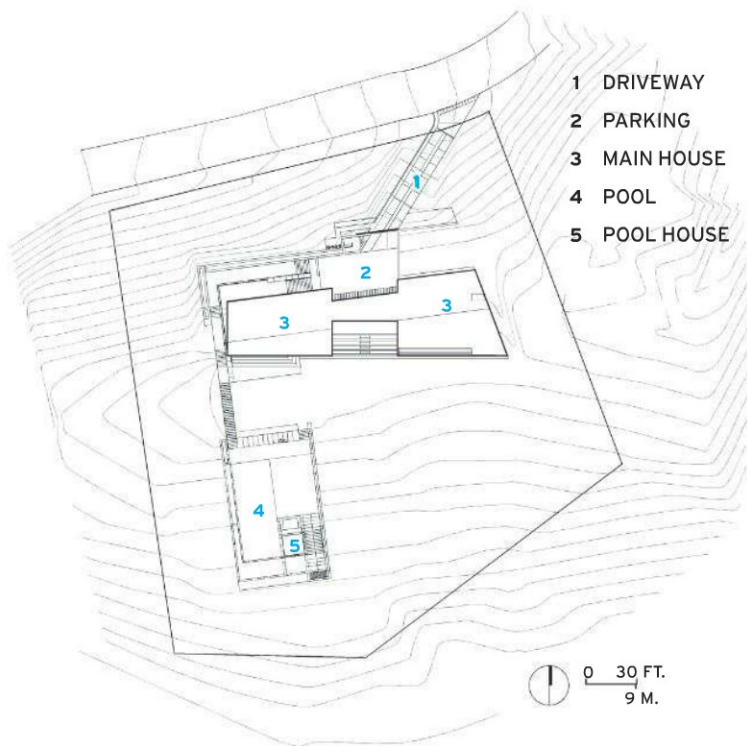 1 DRIVEWAY
2 PARKING
3 MAIN HOUSE
4 POOL
5 POOL HOUSE
1
2
3
3
4
5
0 30 FT.
9 M.